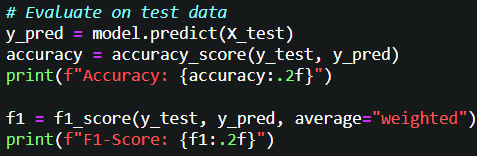 # Evaluate on test data
y_pred = model.predict(X_test)
accuracy = accuracy_score(y_test, y_pred)
print(f"Accuracy: {accuracy:.2f}")

f1 = f1_score(y_test, y_pred, average="weighted")
print(f"F1-Score: {f1:.2f}")